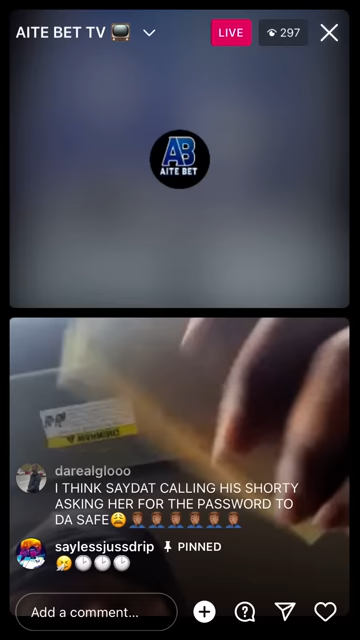 AITE BET TV 📺
LIVE
297
AB
AITE BET
WARNING
darealglooo
I THINK SAYDAT CALLING HIS SHORTY
ASKING HER FOR THE PASSWORD TO
DA SAFE😩🤦🏽‍♂️🤦🏽‍♂️🤦🏽‍♂️🤦🏽‍♂️🤦🏽‍♂️🤦🏽‍♂️
saylessjussdrip PINNED
😪🕒🕒🕒
Add a comment...